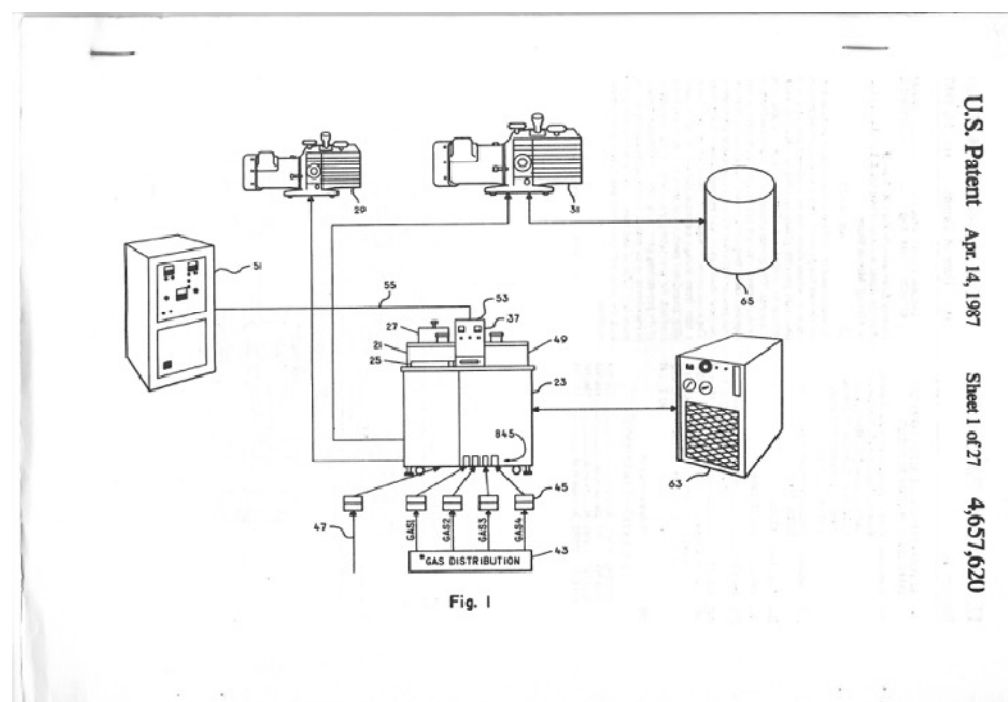 U.S. Patent Apr. 14, 1987 Sheet 1 of 27 4,657,620
291
31
51
65
55
53
27
37
21
49
25
23
845
63
45
47
GAS1
GAS2
GAS3
GAS4
43
*GAS DISTRIBUTION
Fig. 1